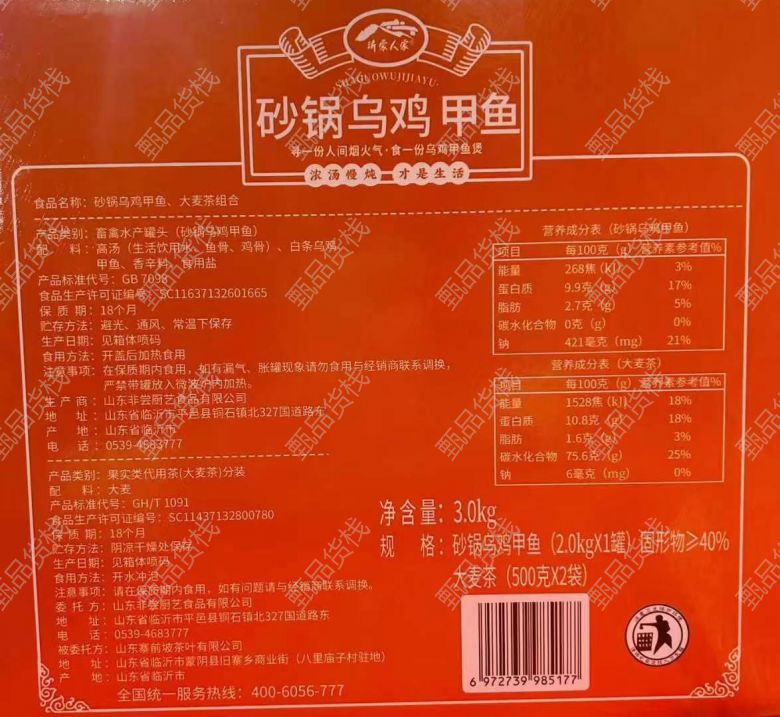 沂蒙人家
SHAGUOWUJIJIAYU
砂锅乌鸡甲鱼
寻一份人间烟火气·食一份乌鸡甲鱼煲
浓汤慢炖 才是生活
食品名称：砂锅乌鸡甲鱼、大麦茶组合
产品类别：畜禽水产罐头（砂锅乌鸡甲鱼）
配 料：高汤（生活饮用水、鱼骨、鸡骨）、白条乌鸡、
甲鱼、香辛料、食用盐
产品标准代号：GB 7098
食品生产许可证编号：SC11637132601665
保 质 期：18个月
贮存方法：避光、通风、常温下保存
生产日期：见箱体喷码
食用方法：开盖后加热食用
注意事项：在保质期内食用，如有漏气、胀罐现象请勿食用与经销商联系调换，
严禁带罐放入微波炉内加热。
生 产 商：山东非尝厨艺食品有限公司
地 址：山东省临沂市平邑县铜石镇北327国道路东
产 地：山东省临沂市
电 话：0539-4683777
产品类别：果实类代用茶(大麦茶)分装
配 料：大麦
产品标准代号：GH/T 1091
食品生产许可证编号：SC11437132800780
保 质 期：18个月
贮存方法：阴凉干燥处保存
生产日期：见箱体喷码
食用方法：开水冲泡
注意事项：请在保质期内食用，如有问题请与经销商联系调换。
委 托 方：山东非尝厨艺食品有限公司
地 址：山东省临沂市平邑县铜石镇北327国道路东
电 话：0539-4683777
被委托方：山东寨前坡茶叶有限公司
地 址：山东省临沂市蒙阴县旧寨乡商业街（八里庙子村驻地）
产 地：山东省临沂市
全国统一服务热线：400-6056-777
营养成分表（砂锅乌鸡甲鱼）
项目 每100克（g） 营养素参考值%
能量 268焦（kJ） 3%
蛋白质 9.9克（g） 17%
脂肪 2.7克（g） 5%
碳水化合物 0克（g） 0%
钠 421毫克（mg） 21%
营养成分表（大麦茶）
项目 每100克（g） 营养素参考值%
能量 1528焦（kJ） 18%
蛋白质 10.8克（g） 18%
脂肪 1.6克（g） 3%
碳水化合物 75.6克（g） 25%
钠 6毫克（mg） 0%
净含量：3.0kg
规 格：砂锅乌鸡甲鱼（2.0kgX1罐）固形物≥40%
大麦茶（500克X2袋）
6 972739 985177
甄品货栈